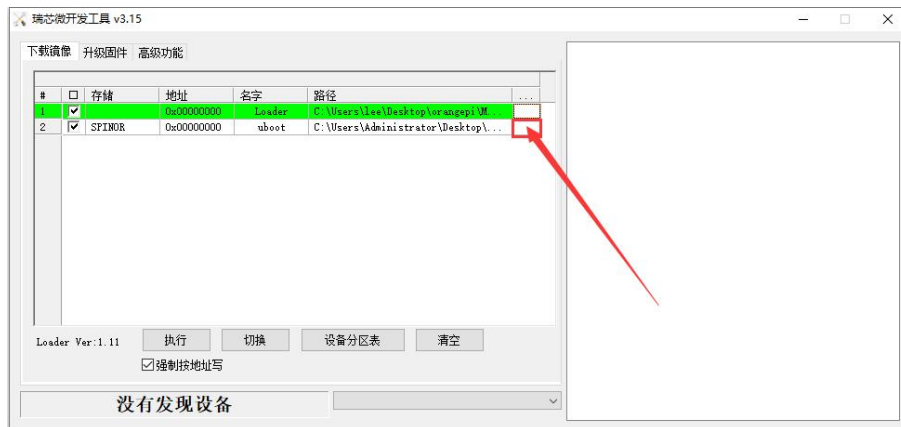 瑞芯微开发工具 v3.15
下载镜像 升级固件 高级功能
# 存储 地址 名字 路径 ...
1 0x00000000 Loader C:\Users\lee\Desktop\orangepi\M...
2 SPINOR 0x00000000 uboot C:\Users\Administrator\Desktop\...
Loader Ver:1.11 执行 切换 设备分区表 清空
强制按地址写
没有发现设备